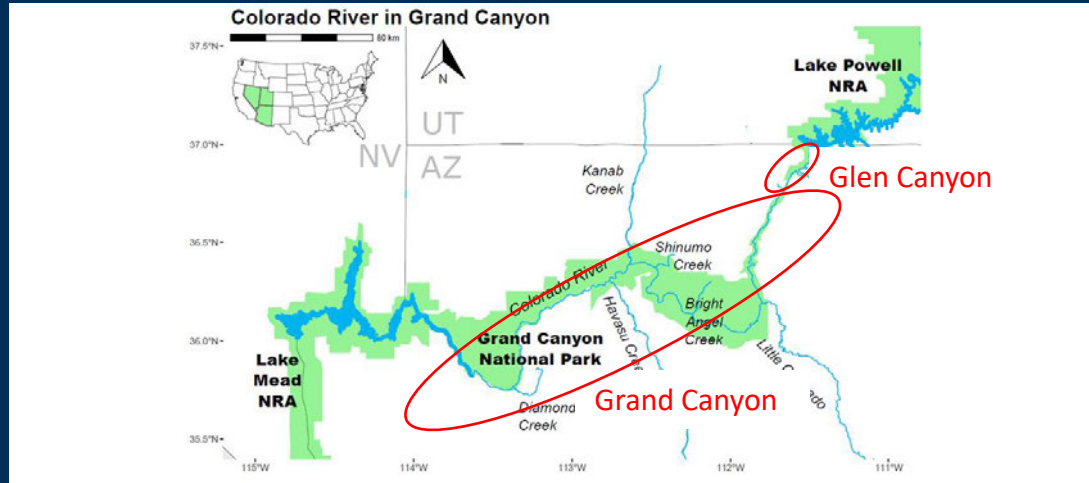 Colorado River in Grand Canyon
60 km
N
37.5°N
37.0°N
36.5°N
36.0°N
35.5°N
115°W
114°W
113°W
112°W
111°W
UT
NV
AZ
Lake Powell
NRA
Glen Canyon
Kanab
Creek
Shinumo
Creek
Colorado River
Bright
Angel
Creek
Grand Canyon
National Park
Lake
Mead
NRA
Diamond
Creek
Grand Canyon
Little